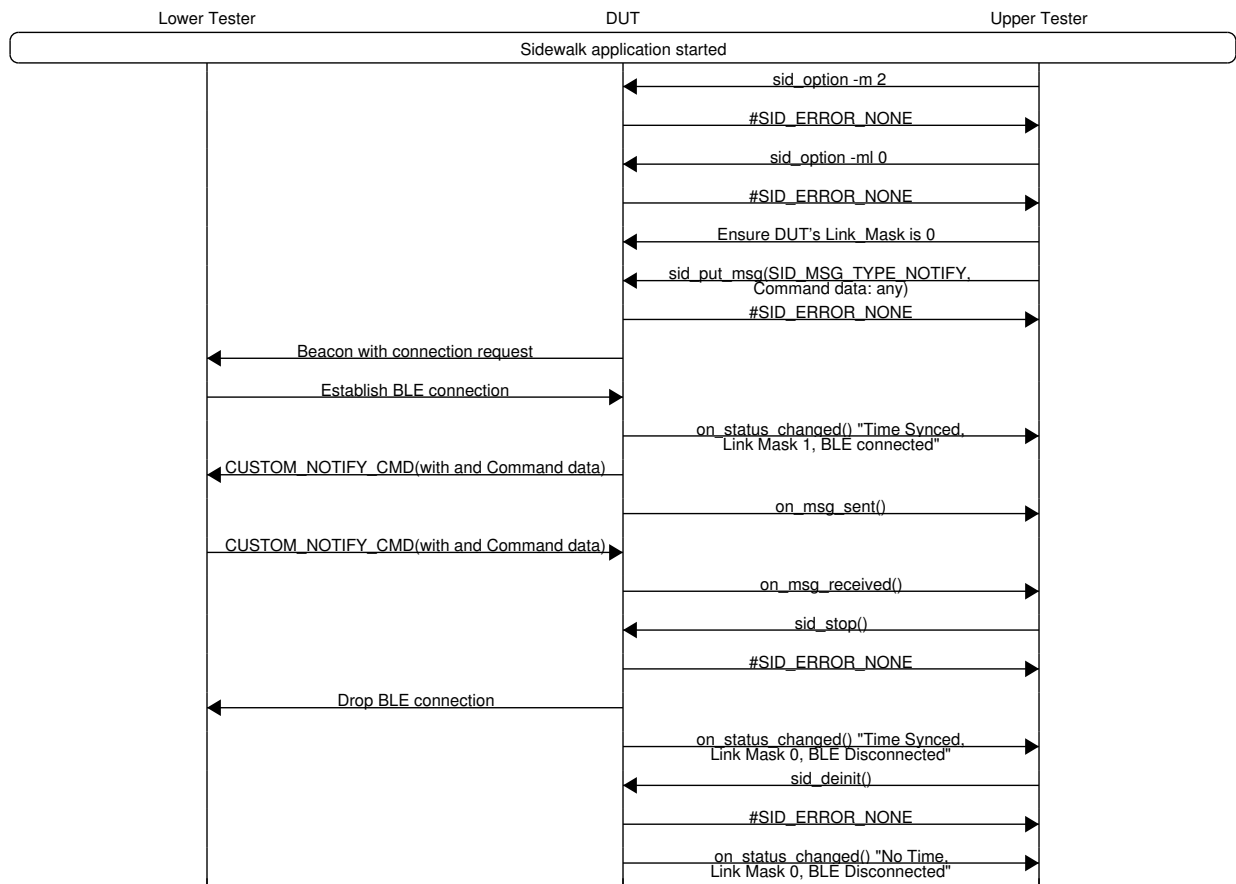 Lower Tester DUT Upper Tester
Sidewalk application started
sid_option -m 2
#SID_ERROR_NONE
sid_option -ml 0
#SID_ERROR_NONE
Ensure DUT's Link_Mask is 0
sid_put_msg(SID_MSG_TYPE_NOTIFY,
Command data: any)
#SID_ERROR_NONE
Beacon with connection request
Establish BLE connection
on_status_changed() "Time Synced,
Link Mask 1, BLE connected"
CUSTOM_NOTIFY_CMD(with and Command data)
on_msg_sent()
CUSTOM_NOTIFY_CMD(with and Command data)
on_msg_received()
sid_stop()
#SID_ERROR_NONE
Drop BLE connection
on_status_changed() "Time Synced,
Link Mask 0, BLE Disconnected"
sid_deinit()
#SID_ERROR_NONE
on_status_changed() "No Time,
Link Mask 0, BLE Disconnected"